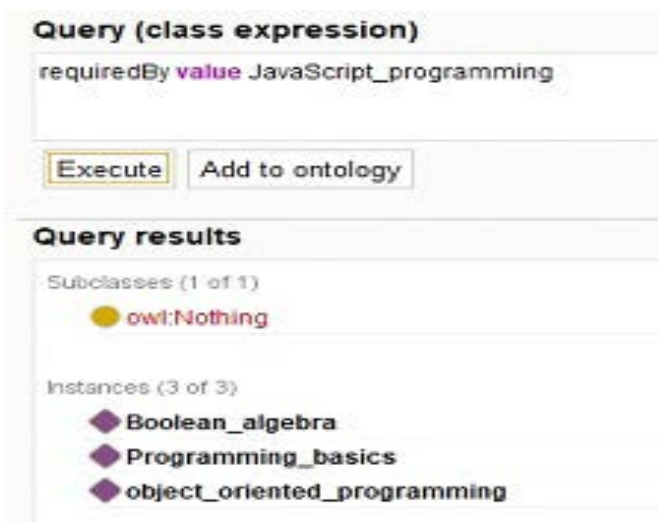 Query (class expression)
requiredBy value JavaScript_programming
Execute Add to ontology
Query results
Subclasses (1 of 1)
owl:Nothing
Instances (3 of 3)
Boolean_algebra
Programming_basics
object_oriented_programming